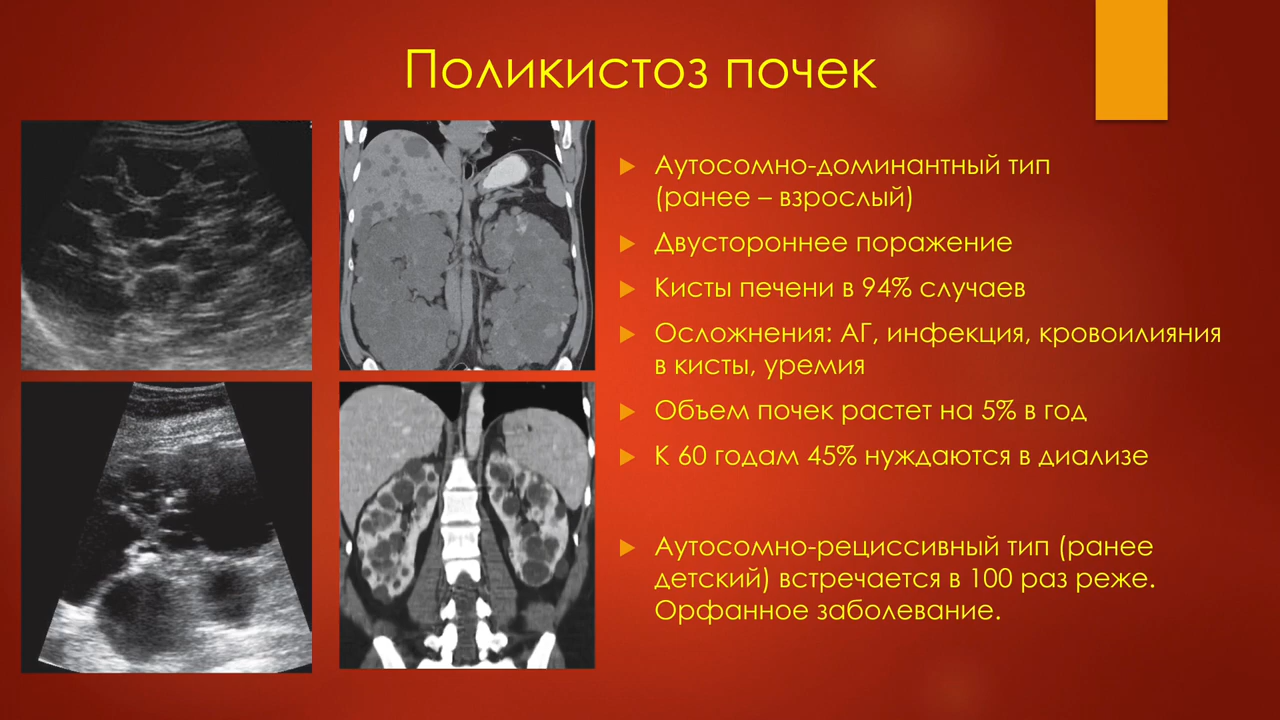 Поликистоз почек
Аутосомно-доминантный тип
(ранее – взрослый)
Двустороннее поражение
Кисты печени в 94% случаев
Осложнения: АГ, инфекция, кровоилияния
в кисты, уремия
Объем почек растет на 5% в год
К 60 годам 45% нуждаются в диализе
Аутосомно-рециссивный тип (ранее
детский) встречается в 100 раз реже.
Орфанное заболевание.